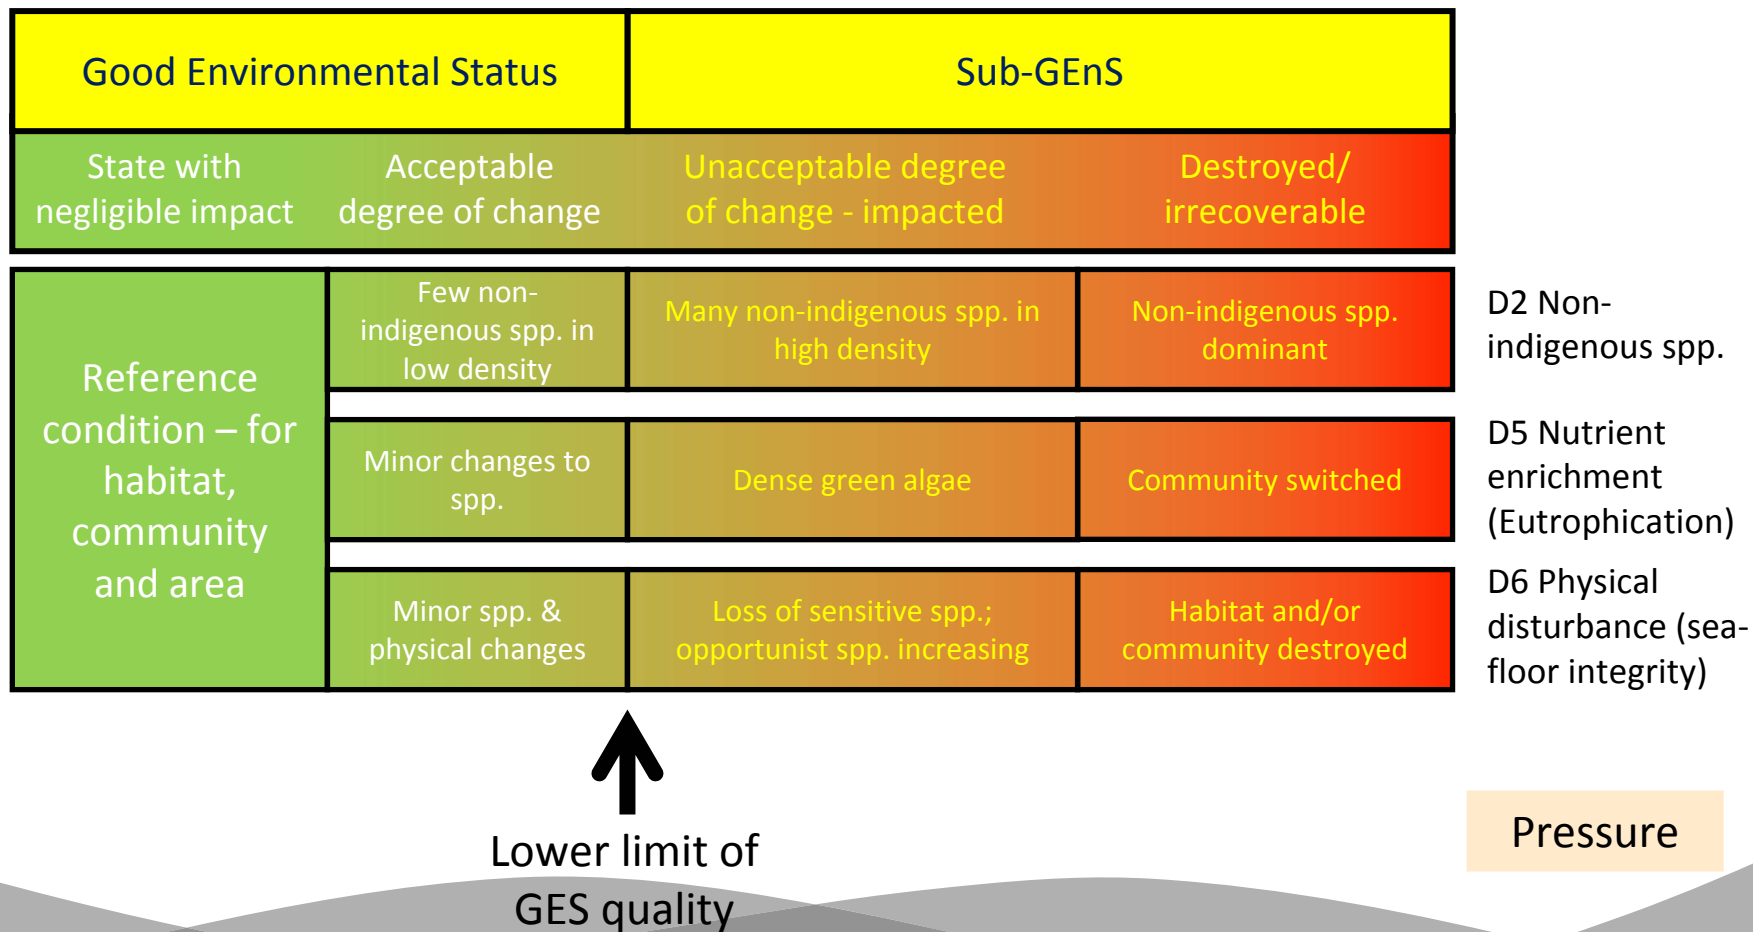 Good Environmental Status
Sub-GEnS
State with
negligible impact
Acceptable
degree of change
Unacceptable degree
of change - impacted
Destroyed/
irrecoverable
Reference
condition – for
habitat,
community
and area
Few non-
indigenous spp. in
low density
Many non-indigenous spp. in
high density
Non-indigenous spp.
dominant
D2 Non-
indigenous spp.
Minor changes to
spp.
Dense green algae
Community switched
D5 Nutrient
enrichment
(Eutrophication)
Minor spp. &
physical changes
Loss of sensitive spp.;
opportunist spp. increasing
Habitat and/or
community destroyed
D6 Physical
disturbance (sea-
floor integrity)
Lower limit of
GES quality
Pressure